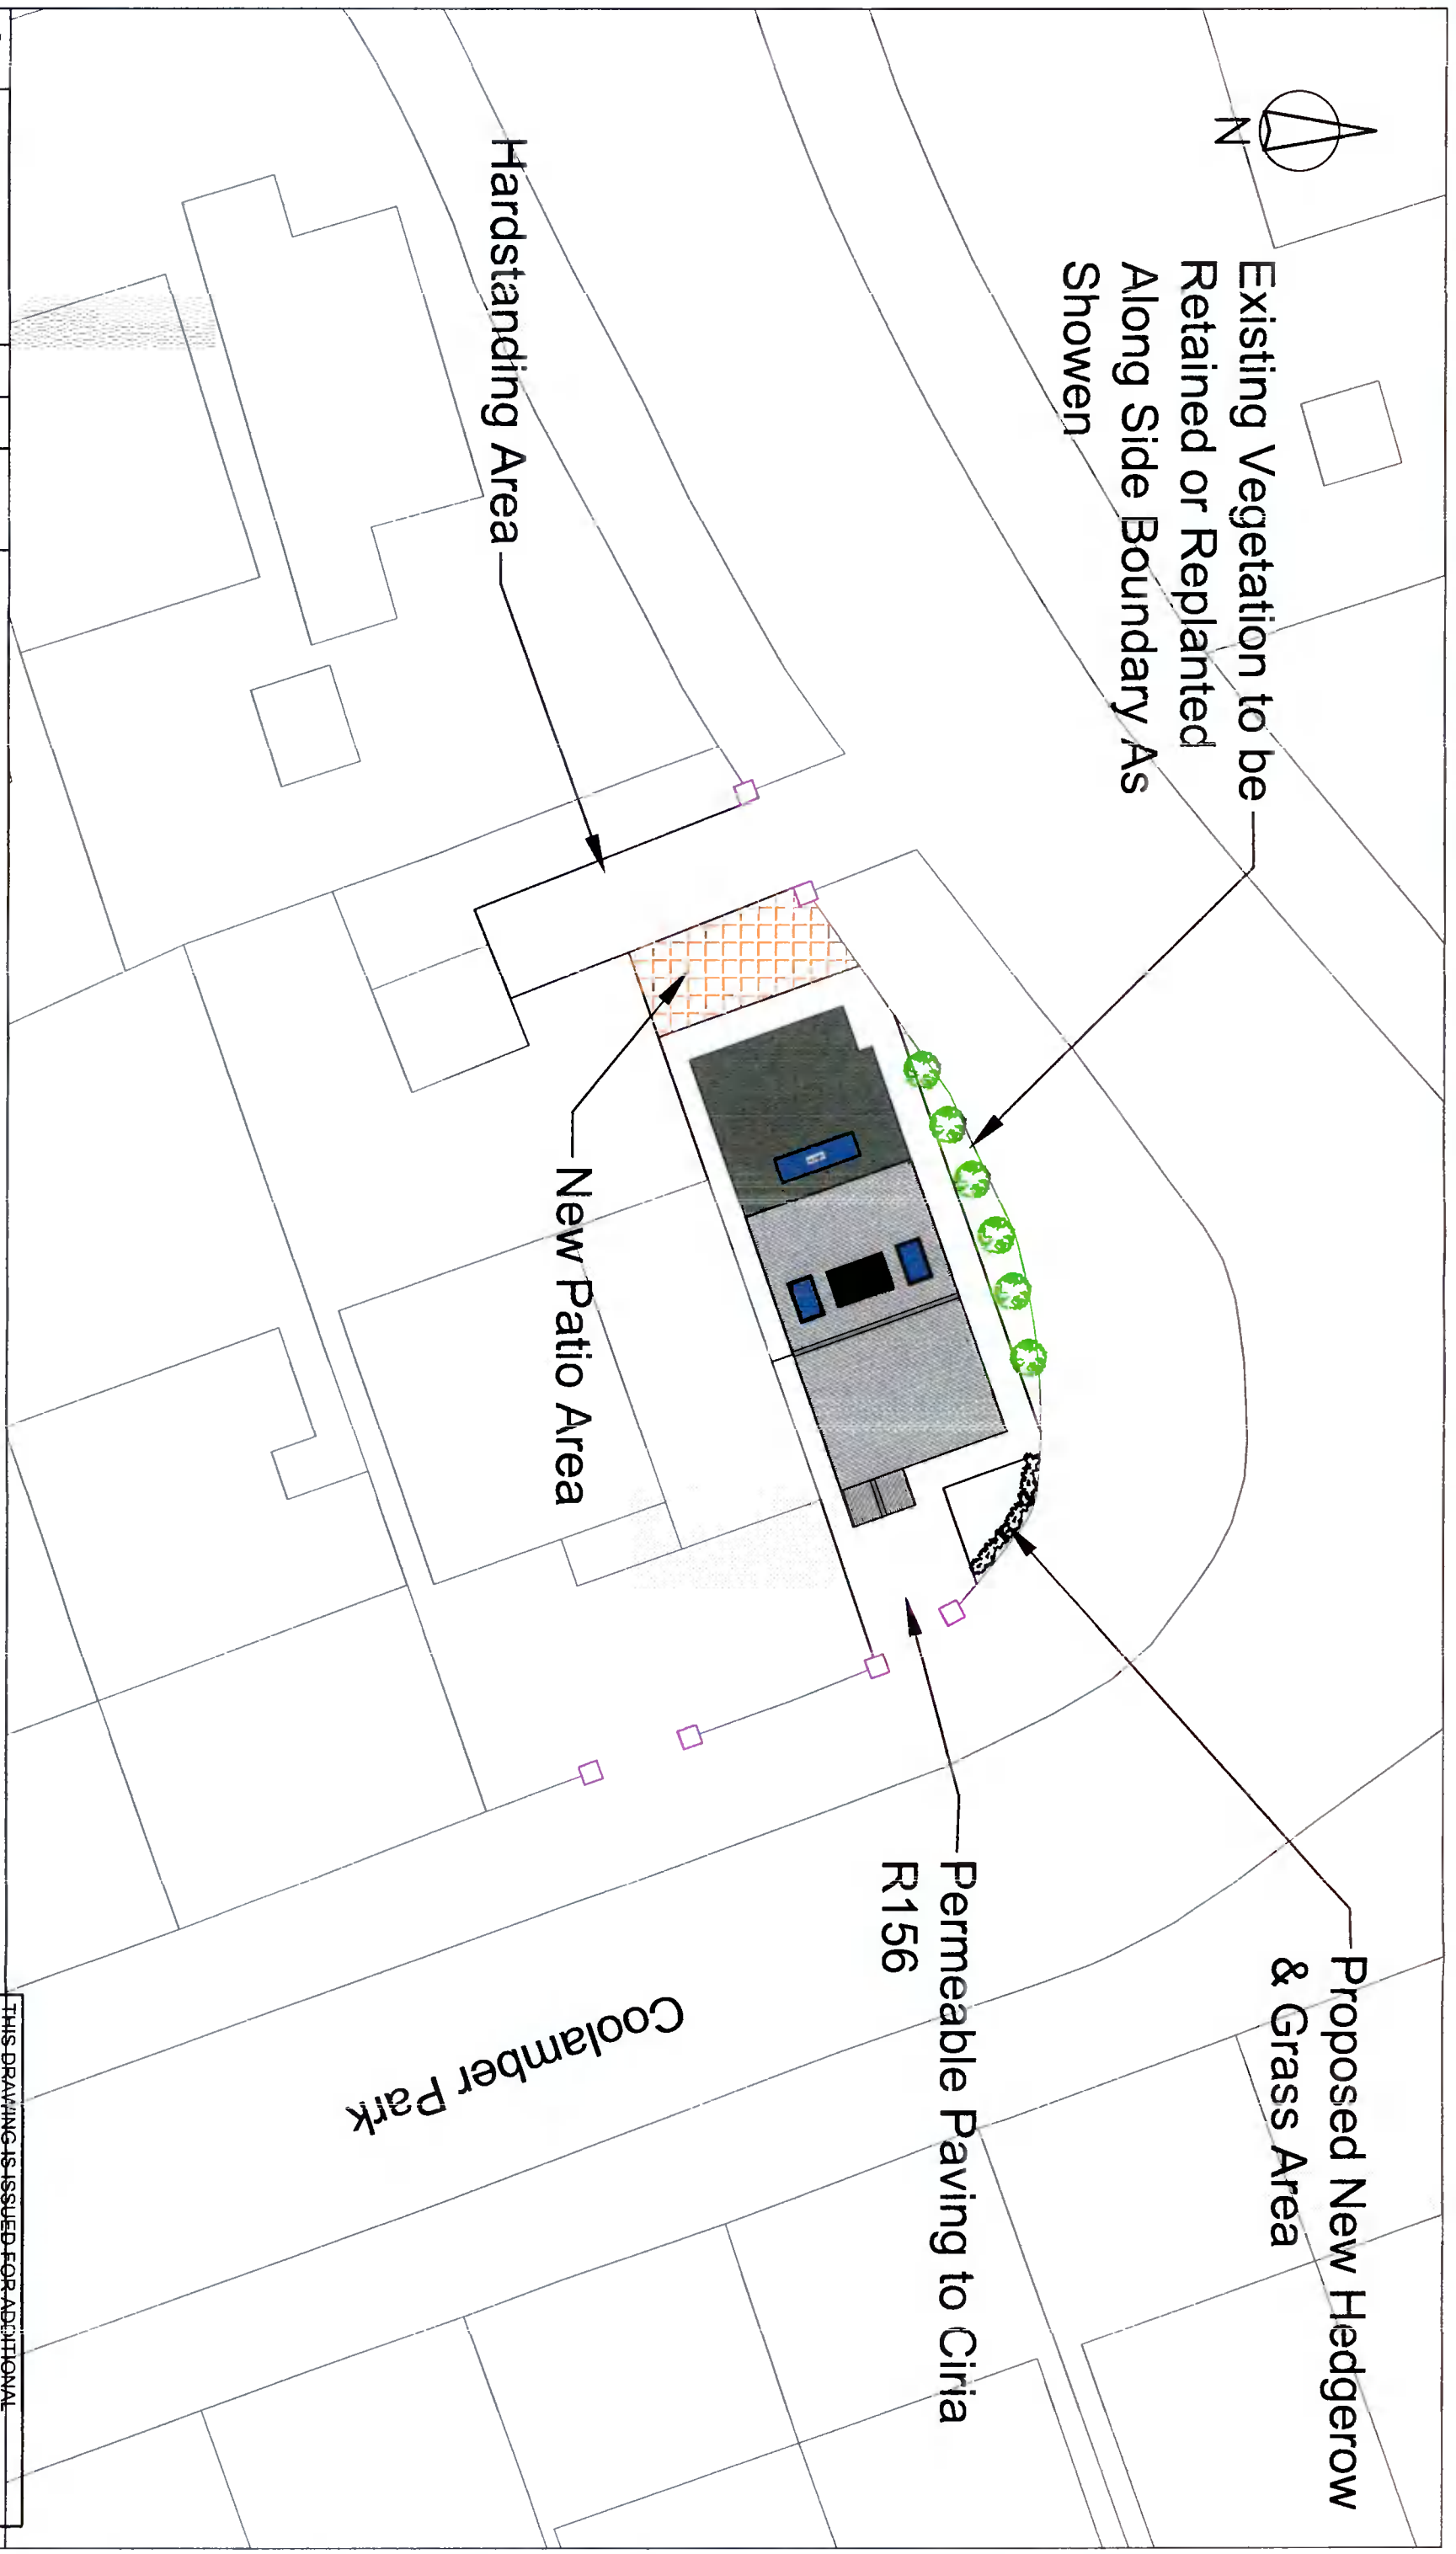 N
Existing Vegetation to be
Retained or Replanted
Along Side Boundary As
Showen
Hardstanding Area
New Patio Area
Proposed New Hedgerow
& Grass Area
Permeable Paving to Ciria
R156
Coolamber Park
THIS DRAWING IS ISSUED FOR ADDITIONAL